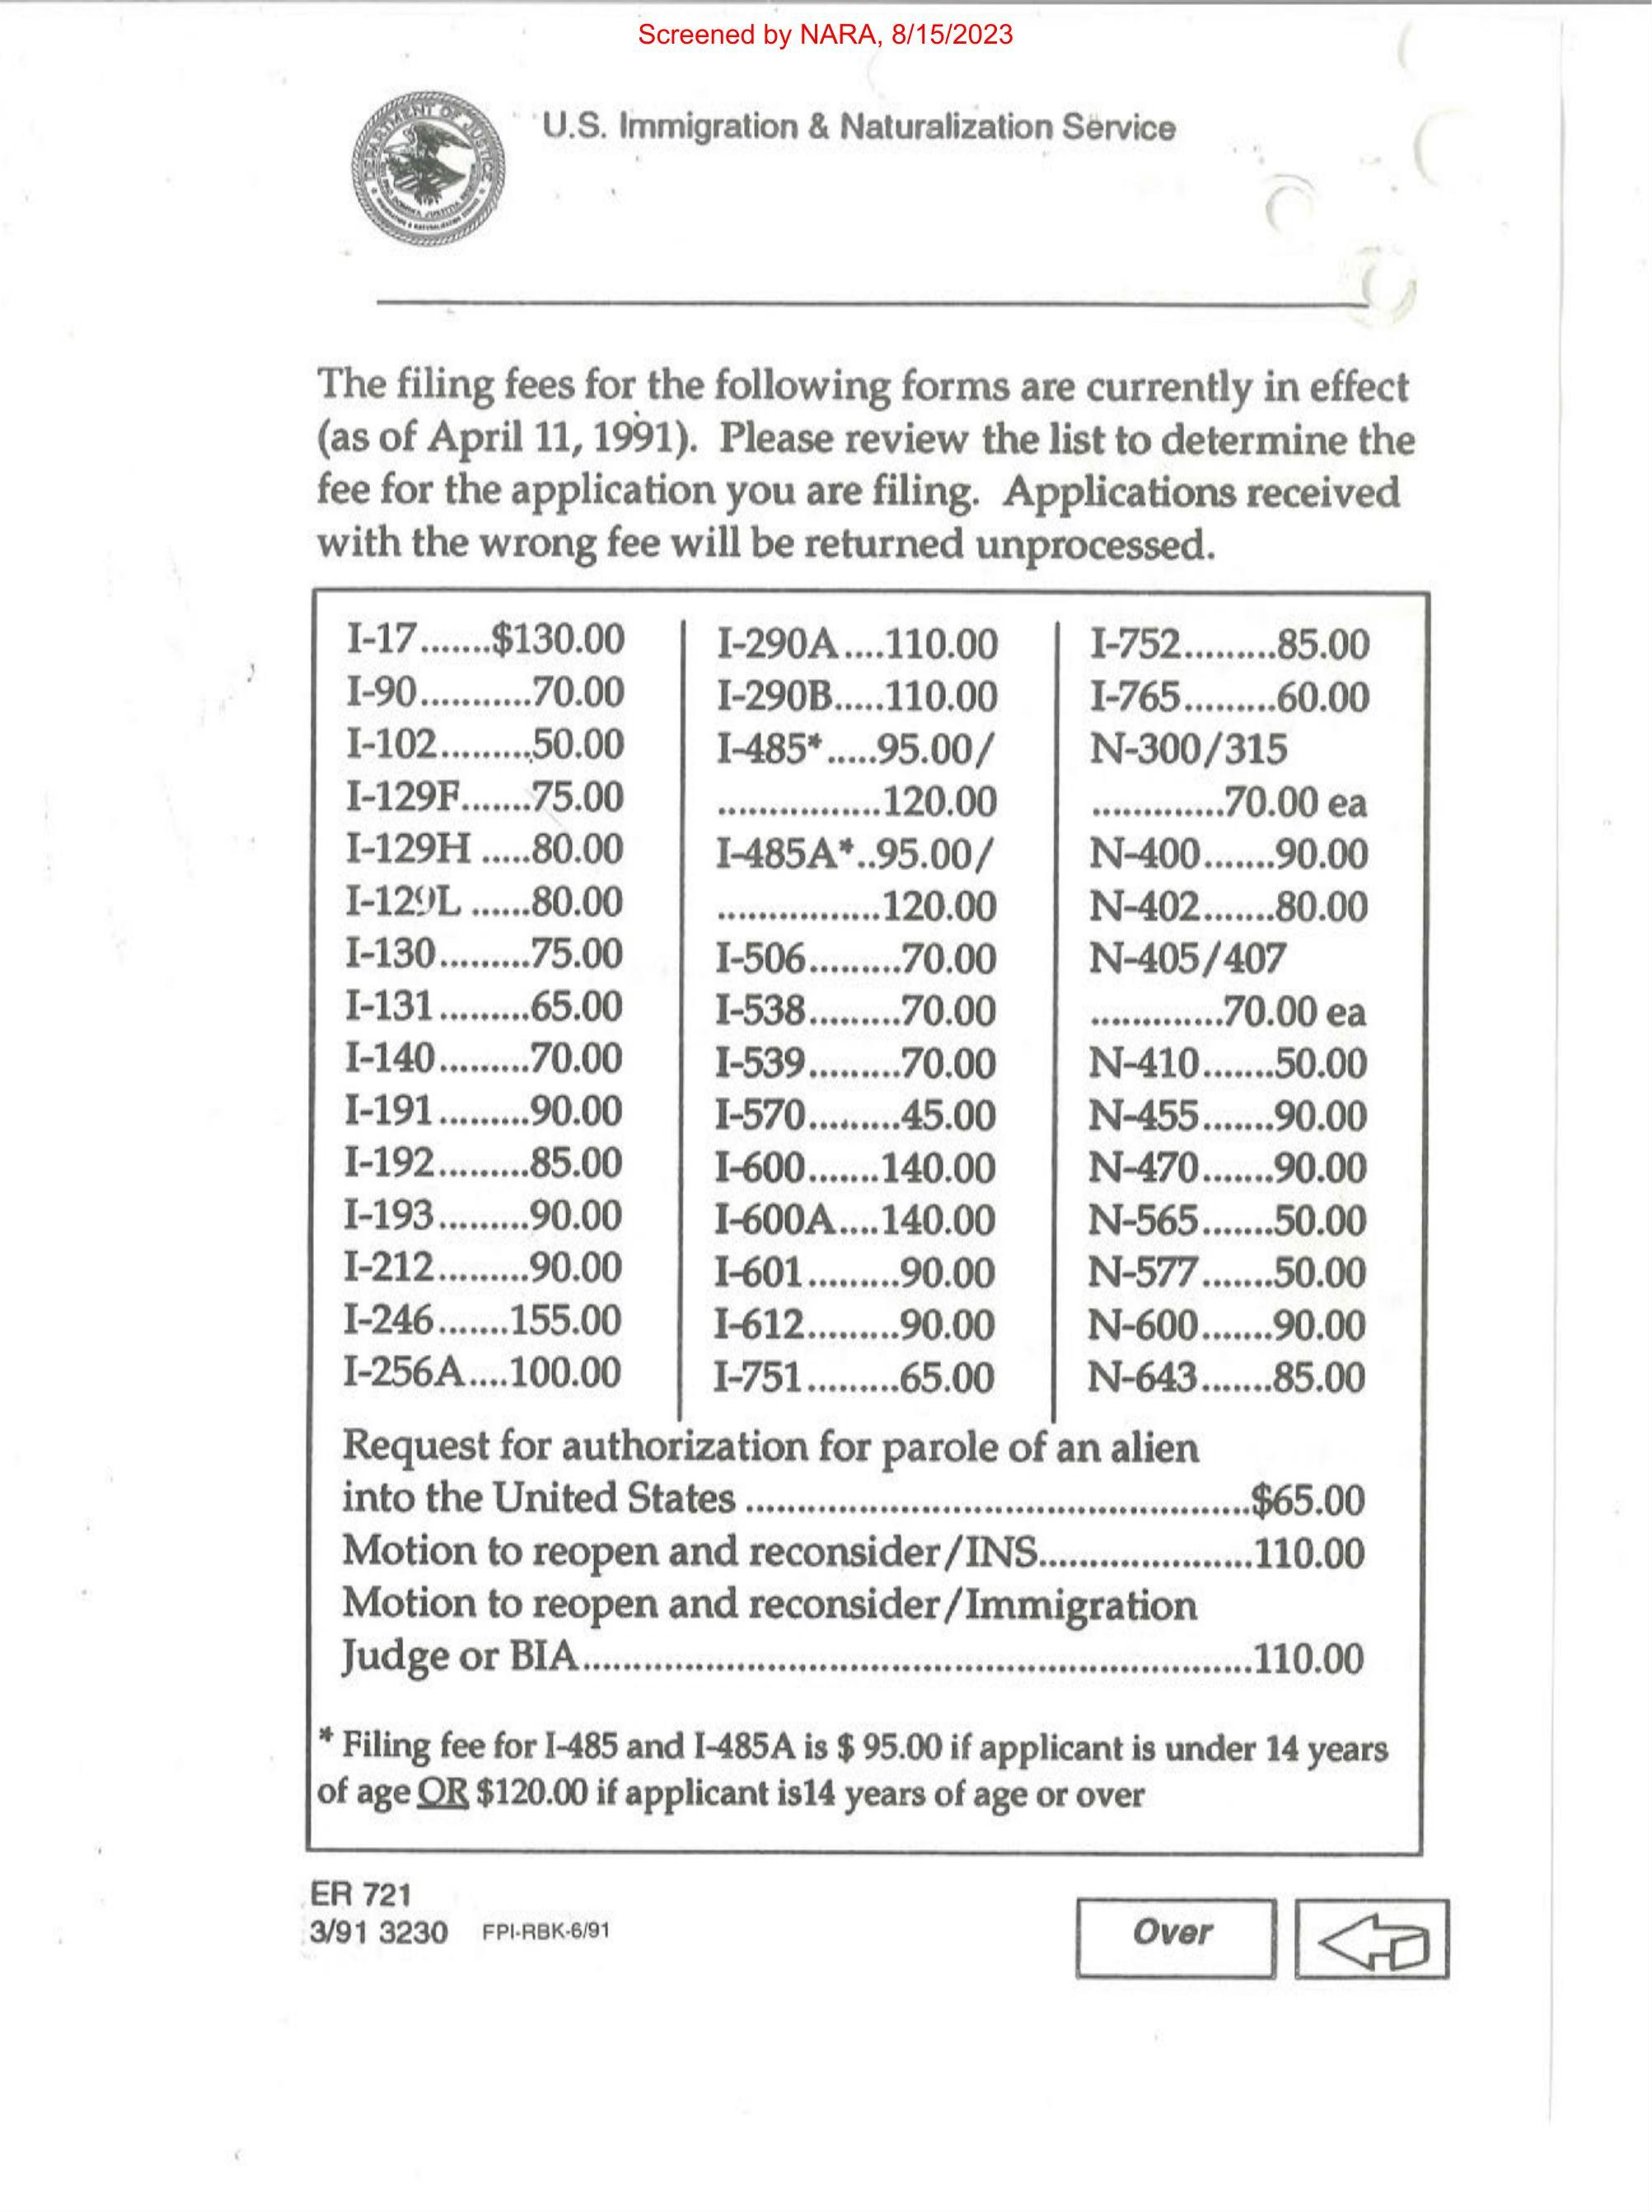 Screened by NARA, 8/15/2023
DEPARTMENT OF JUSTICE
U.S. Immigration & Naturalization Service
The filing fees for the following forms are currently in effect
(as of April 11, 1991). Please review the list to determine the
fee for the application you are filing. Applications received
with the wrong fee will be returned unprocessed.
I-17.......$130.00
I-90...........70.00
I-102.........50.00
I-129F.......75.00
I-129H .....80.00
I-129L ......80.00
I-130.........75.00
I-131.........65.00
I-140.........70.00
I-191.........90.00
I-192.........85.00
I-193.........90.00
I-212.........90.00
I-246.......155.00
I-256A....100.00
I-290A....110.00
I-290B.....110.00
I-485*.....95.00/
................120.00
I-485A*..95.00/
................120.00
I-506.........70.00
I-538.........70.00
I-539.........70.00
I-570.........45.00
I-600.......140.00
I-600A....140.00
I-601.........90.00
I-612.........90.00
I-751.........65.00
I-752.........85.00
I-765.........60.00
N-300/315
.............70.00 ea
N-400.......90.00
N-402.......80.00
N-405/407
.............70.00 ea
N-410.......50.00
N-455.......90.00
N-470.......90.00
N-565.......50.00
N-577.......50.00
N-600.......90.00
N-643.......85.00
Request for authorization for parole of an alien
into the United States .................................................$65.00
Motion to reopen and reconsider/INS.....................110.00
Motion to reopen and reconsider/Immigration
Judge or BIA.................................................................110.00
* Filing fee for I-485 and I-485A is $ 95.00 if applicant is under 14 years
of age OR $120.00 if applicant is14 years of age or over
ER 721
3/91 3230 FPI-RBK-6/91
Over